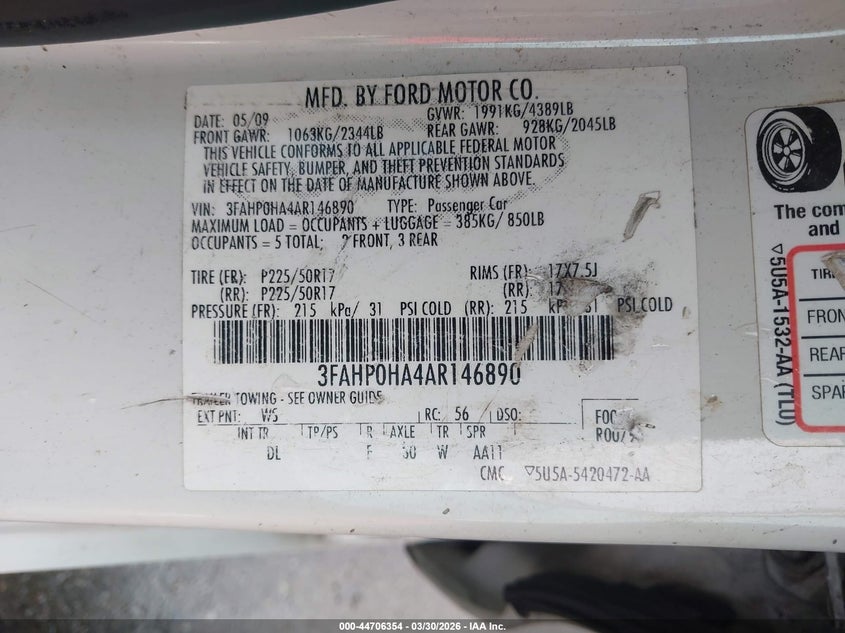 MFD. BY FORD MOTOR CO.
DATE: 05/09 GVWR: 1991KG/4389LB
FRONT GAWR: 1063KG/2344LB REAR GAWR: 928KG/2045LB
THIS VEHICLE CONFORMS TO ALL APPLICABLE FEDERAL MOTOR
VEHICLE SAFETY, BUMPER, AND THEFT PREVENTION STANDARDS
IN EFFECT ON THE DATE OF MANUFACTURE SHOWN ABOVE.
VIN: 3FAHP0HA4AR146890 TYPE: Passenger Car
MAXIMUM LOAD = OCCUPANTS + LUGGAGE = 385KG/ 850LB
OCCUPANTS = 5 TOTAL: 2 FRONT, 3 REAR
TIRE (FR): P225/50R17 RIMS (FR): 17X7.5J
(RR): P225/50R17 (RR):
PRESSURE (FR): 215 kPa/ 31 PSI COLD (RR): 215 PSI COLD
3FAHP0HA4AR146890
TRAILER TOWING - SEE OWNER GUIDE
EXT PNT: WS RC: 56 DSO:
INT TR TP/PS R AXLE TR SPR
DL W AA11
CMC ▽5U5A-5420472-AA
The com
and
▽5U5A-1532-AA (TLU)
TIR
FRON
REAR
SPAR
000-44706354 - 03/30/2026 - IAA Inc.